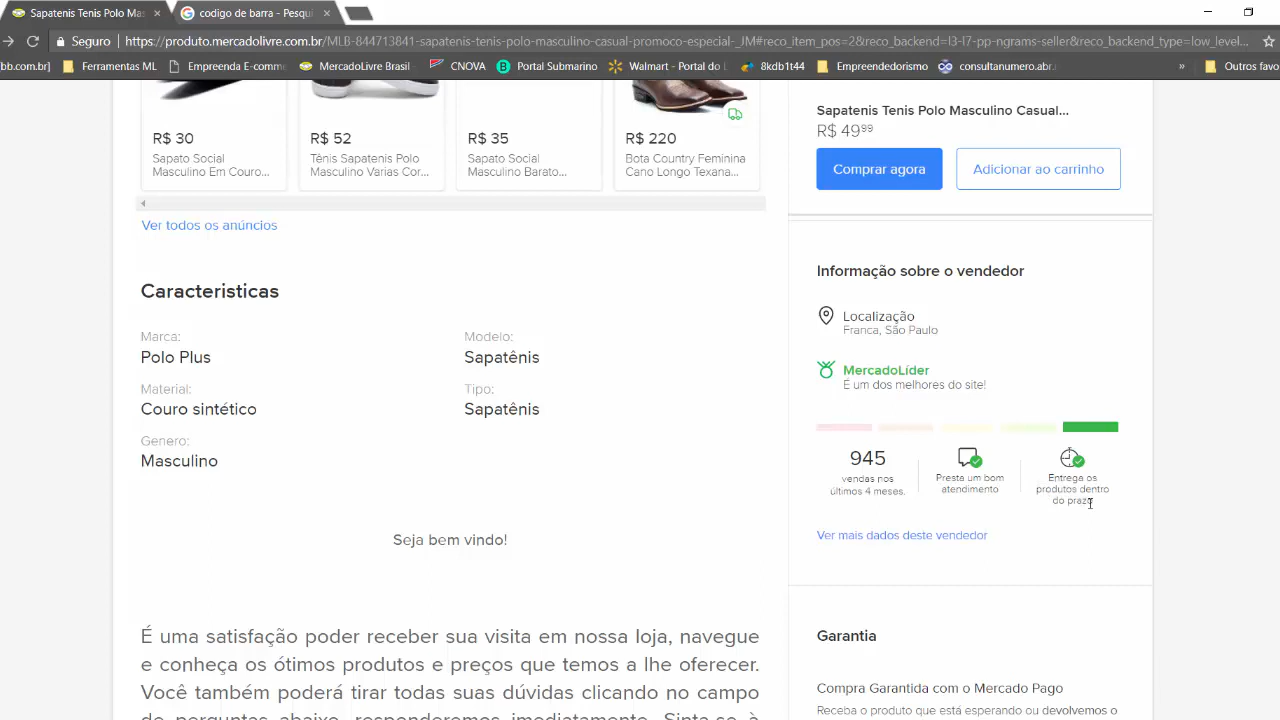 Sapatenis Tenis Polo Mas
codigo de barra - Pesqui
Seguro
https://produto.mercadolivre.com.br/MLB-844713841-sapatenis-tenis-polo-masculino-casual-promoco-especial-_JM#reco_item_pos=2&reco_backend=l3-l7-pp-ngrams-seller&reco_backend_type=low_level...
[bb.com.br]
Ferramentas ML
Empreenda E-comme
MercadoLivre Brasil
CNOVA
Portal Submarino
Walmart - Portal do L
8kdb1t44
Empreendedorismo
consultanumero.abr.
»
Outros favo
R$ 30
Sapato Social
Masculino Em Couro...
R$ 52
Tênis Sapatenis Polo
Masculino Várias Cor...
R$ 35
Sapato Social
Masculino Barato...
R$ 220
Bota Country Feminina
Cano Longo Texana...
Ver todos os anúncios
Caracteristicas
Marca:
Polo Plus
Modelo:
Sapatênis
Material:
Couro sintético
Tipo:
Sapatênis
Genero:
Masculino
Seja bem vindo!
É uma satisfação poder receber sua visita em nossa loja, navegue
e conheça os ótimos produtos e preços que temos a lhe oferecer.
Você também poderá tirar todas suas dúvidas clicando no campo
de perguntas abaixo, responderemos imediatamente. Sinta-se à
Sapatenis Tenis Polo Masculino Casual...
R$ 49⁹⁹
Comprar agora
Adicionar ao carrinho
Informação sobre o vendedor
Localização
Franca, São Paulo
MercadoLíder
É um dos melhores do site!
945
vendas nos
últimos 4 meses.
Presta um bom
atendimento
Entrega os
produtos dentro
do prazo
Ver mais dados deste vendedor
Garantia
Compra Garantida com o Mercado Pago
Receba o produto que está esperando ou devolvemos o